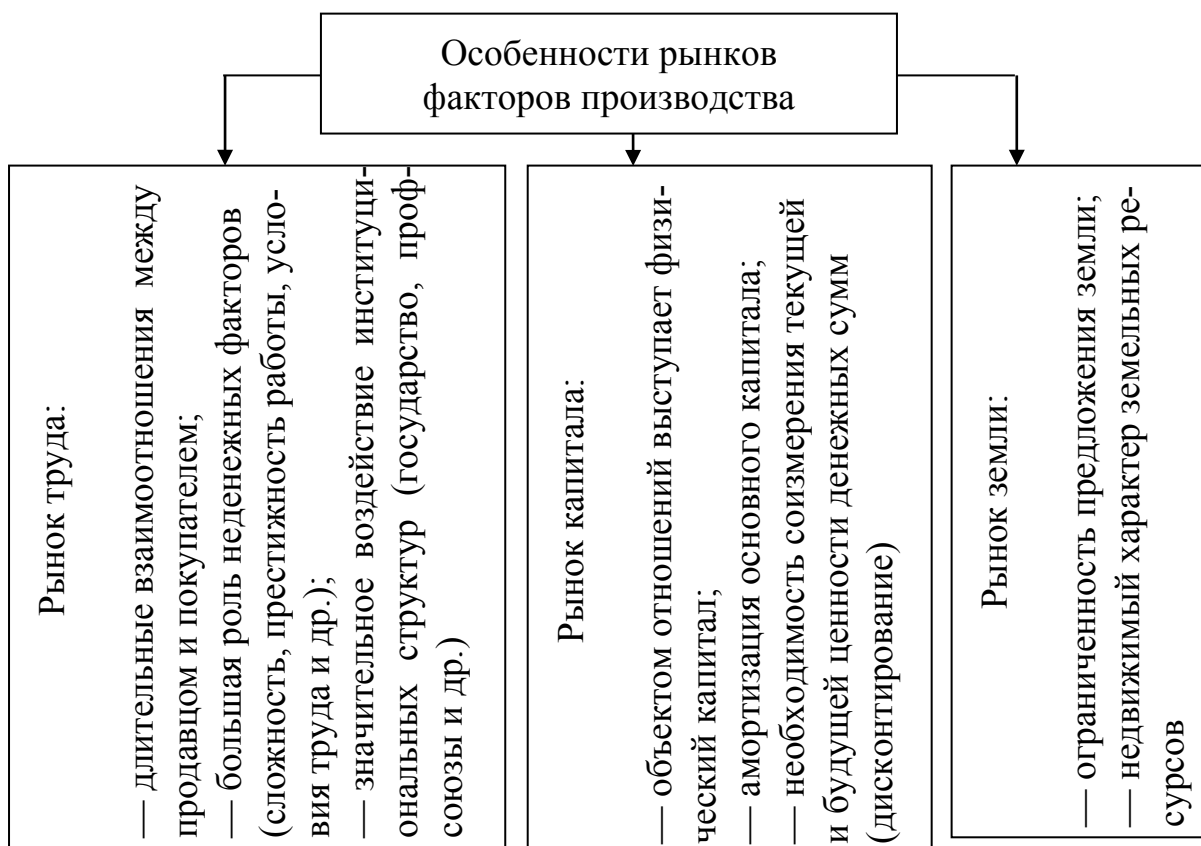 Особенности рынков
факторов производства
Рынок труда:
— длительные взаимоотношения между
продавцом и покупателем;
— большая роль неденежных факторов
(сложность, престижность работы, усло-
вия труда и др.);
— значительное воздействие институци-
ональных структур (государство, проф-
союзы и др.)
Рынок капитала:
— объектом отношений выступает физи-
ческий капитал;
— амортизация основного капитала;
— необходимость соизмерения текущей
и будущей ценности денежных сумм
(дисконтирование)
Рынок земли:
— ограниченность предложения земли;
— недвижимый характер земельных ре-
сурсов